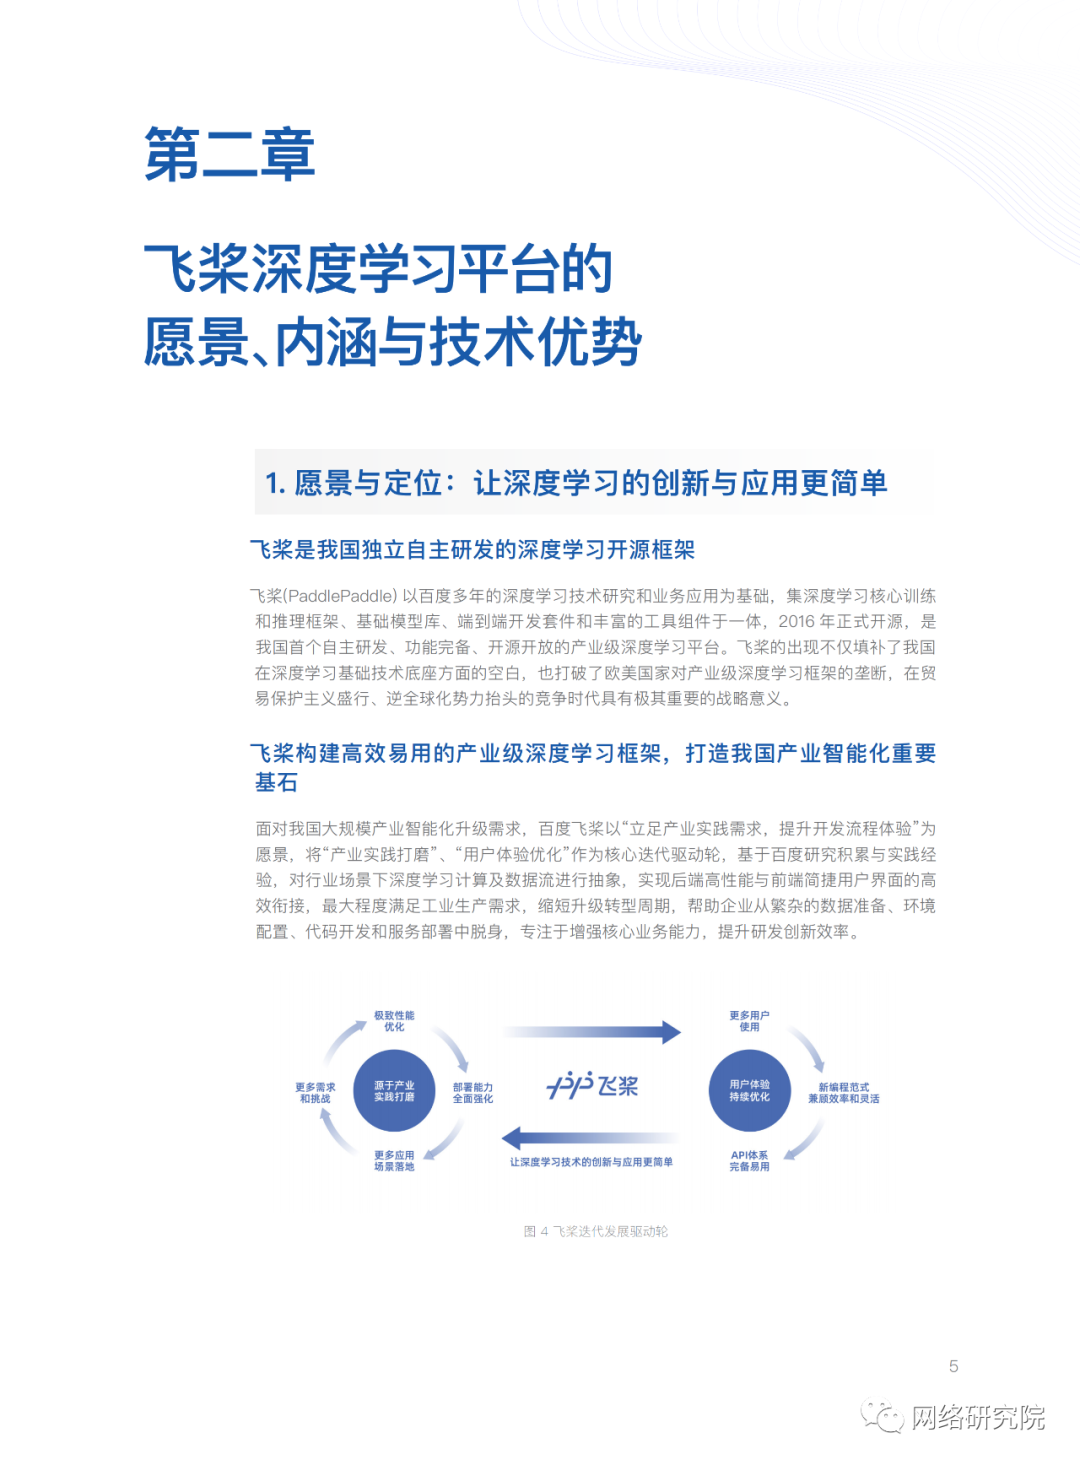 第二章
飞桨深度学习平台的
愿景、内涵与技术优势
1. 愿景与定位：让深度学习的创新与应用更简单
飞桨是我国独立自主研发的深度学习开源框架
飞桨(PaddlePaddle) 以百度多年的深度学习技术研究和业务应用为基础，集深度学习核心训练
和推理框架、基础模型库、端到端开发套件和丰富的工具组件于一体，2016 年正式开源，是
我国首个自主研发、功能完备、开源开放的产业级深度学习平台。飞桨的出现不仅填补了我国
在深度学习基础技术底座方面的空白，也打破了欧美国家对产业级深度学习框架的垄断，在贸
易保护主义盛行、逆全球化势力抬头的竞争时代具有极其重要的战略意义。
飞桨构建高效易用的产业级深度学习框架，打造我国产业智能化重要
基石
面对我国大规模产业智能化升级需求，百度飞桨以“立足产业实践需求，提升开发流程体验”为
愿景，将“产业实践打磨”、“用户体验优化”作为核心迭代驱动轮，基于百度研究积累与实践经
验，对行业场景下深度学习计算及数据流进行抽象，实现后端高性能与前端简捷用户界面的高
效衔接，最大程度满足工业生产需求，缩短升级转型周期，帮助企业从繁杂的数据准备、环境
配置、代码开发和服务部署中脱身，专注于增强核心业务能力，提升研发创新效率。
极致性能
优化
更多需求
和挑战
源于产业
实践打磨
部署能力
全面强化
更多应用
场景落地
飞桨
让深度学习技术的创新与应用更简单
更多用户
使用
用户体验
持续优化
新编程范式
兼顾效率和灵活
API体系
完备易用
图 4 飞桨迭代发展驱动轮
5
网络研究院